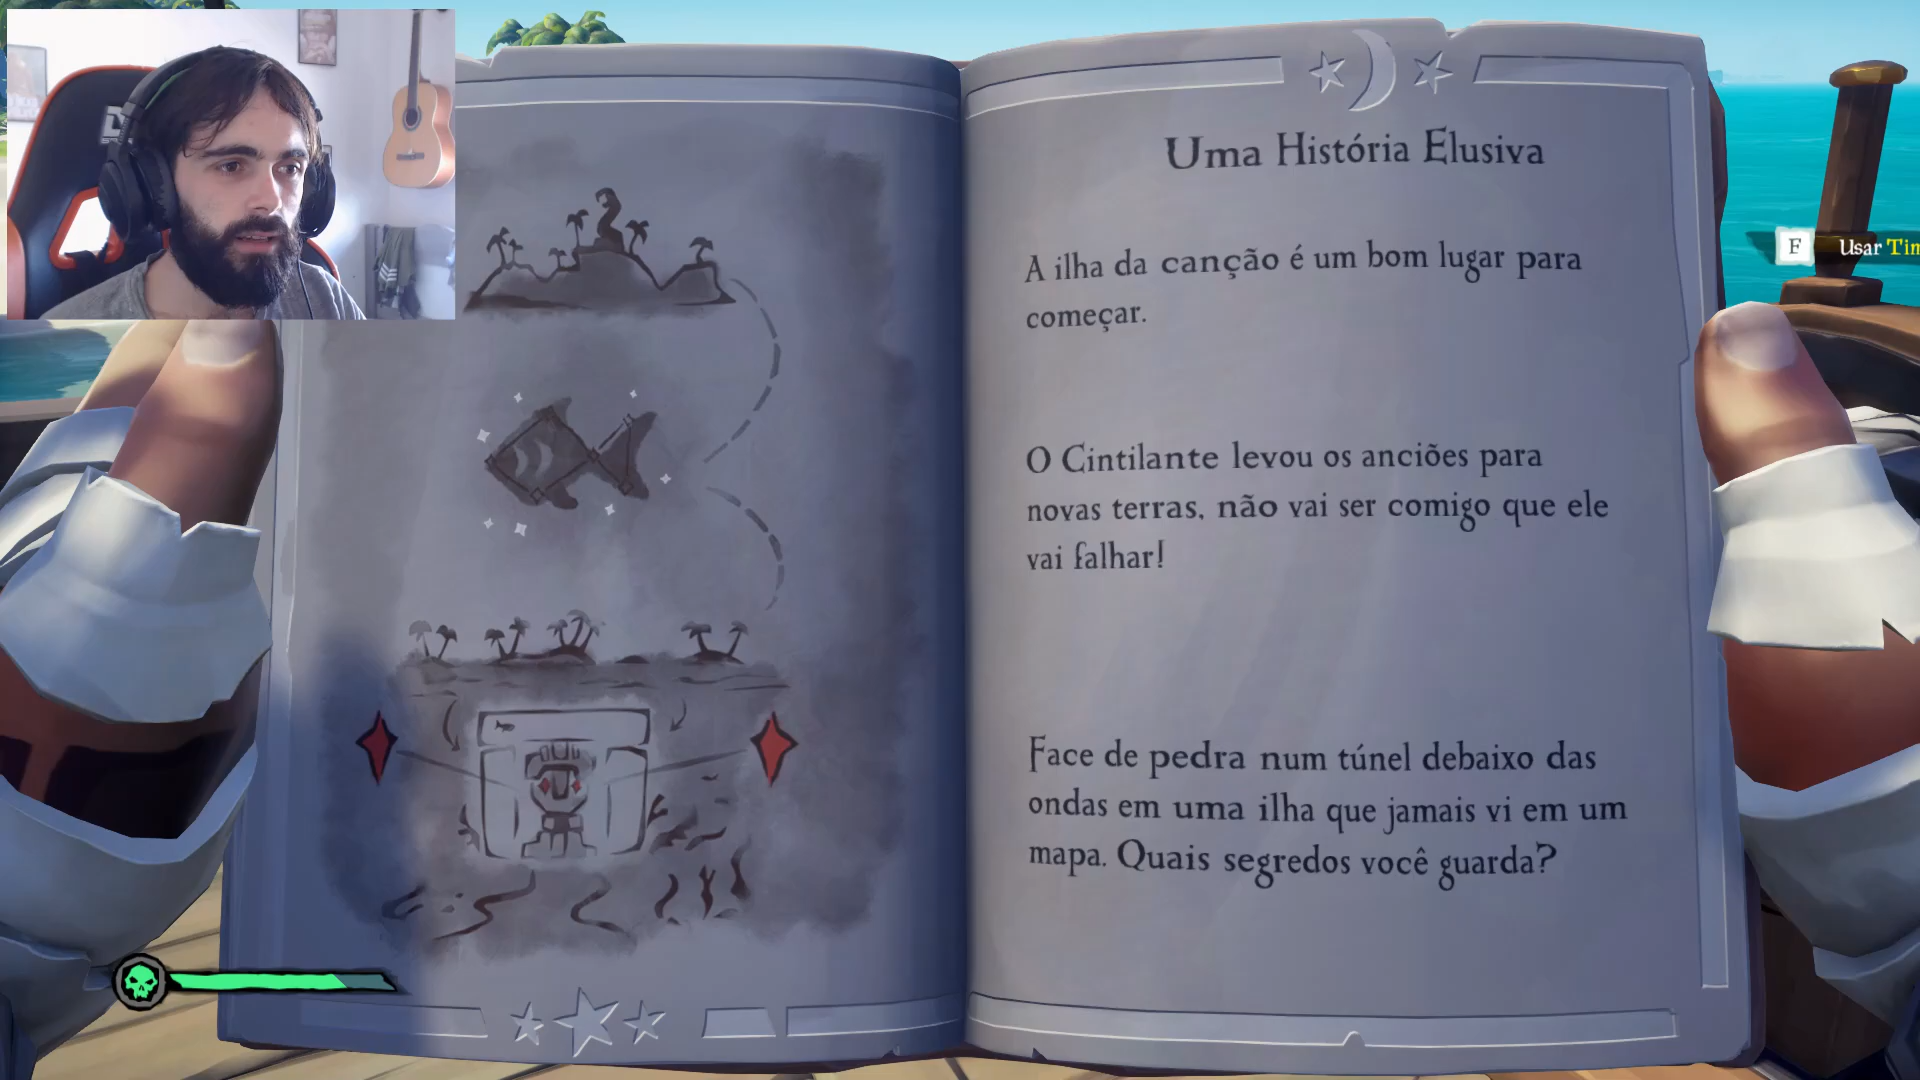 Uma História Elusiva
A ilha da canção é um bom lugar para
começar.
O Cintilante levou os anciões para
novas terras, não vai ser comigo que ele
vai falhar!
Face de pedra num túnel debaixo das
ondas em uma ilha que jamais vi em um
mapa. Quais segredos você guarda?
F Usar Tim